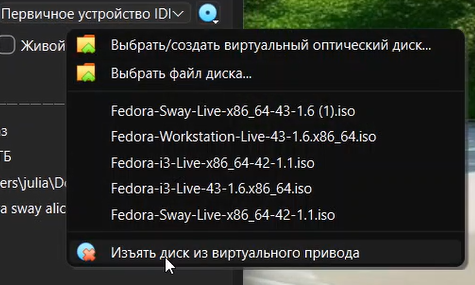 Первичное устройство IDI
Живой
Выбрать/создать виртуальный оптический диск...
Выбрать файл диска...
Fedora-Sway-Live-x86_64-43-1.6 (1).iso
Fedora-Workstation-Live-43-1.6.x86_64.iso
Fedora-i3-Live-x86_64-42-1.1.iso
Fedora-i3-Live-43-1.6.x86_64.iso
Fedora-Sway-Live-x86_64-42-1.1.iso
аз
ТБ
ers\julia\Do
ra sway alic
Изъять диск из виртуального привода